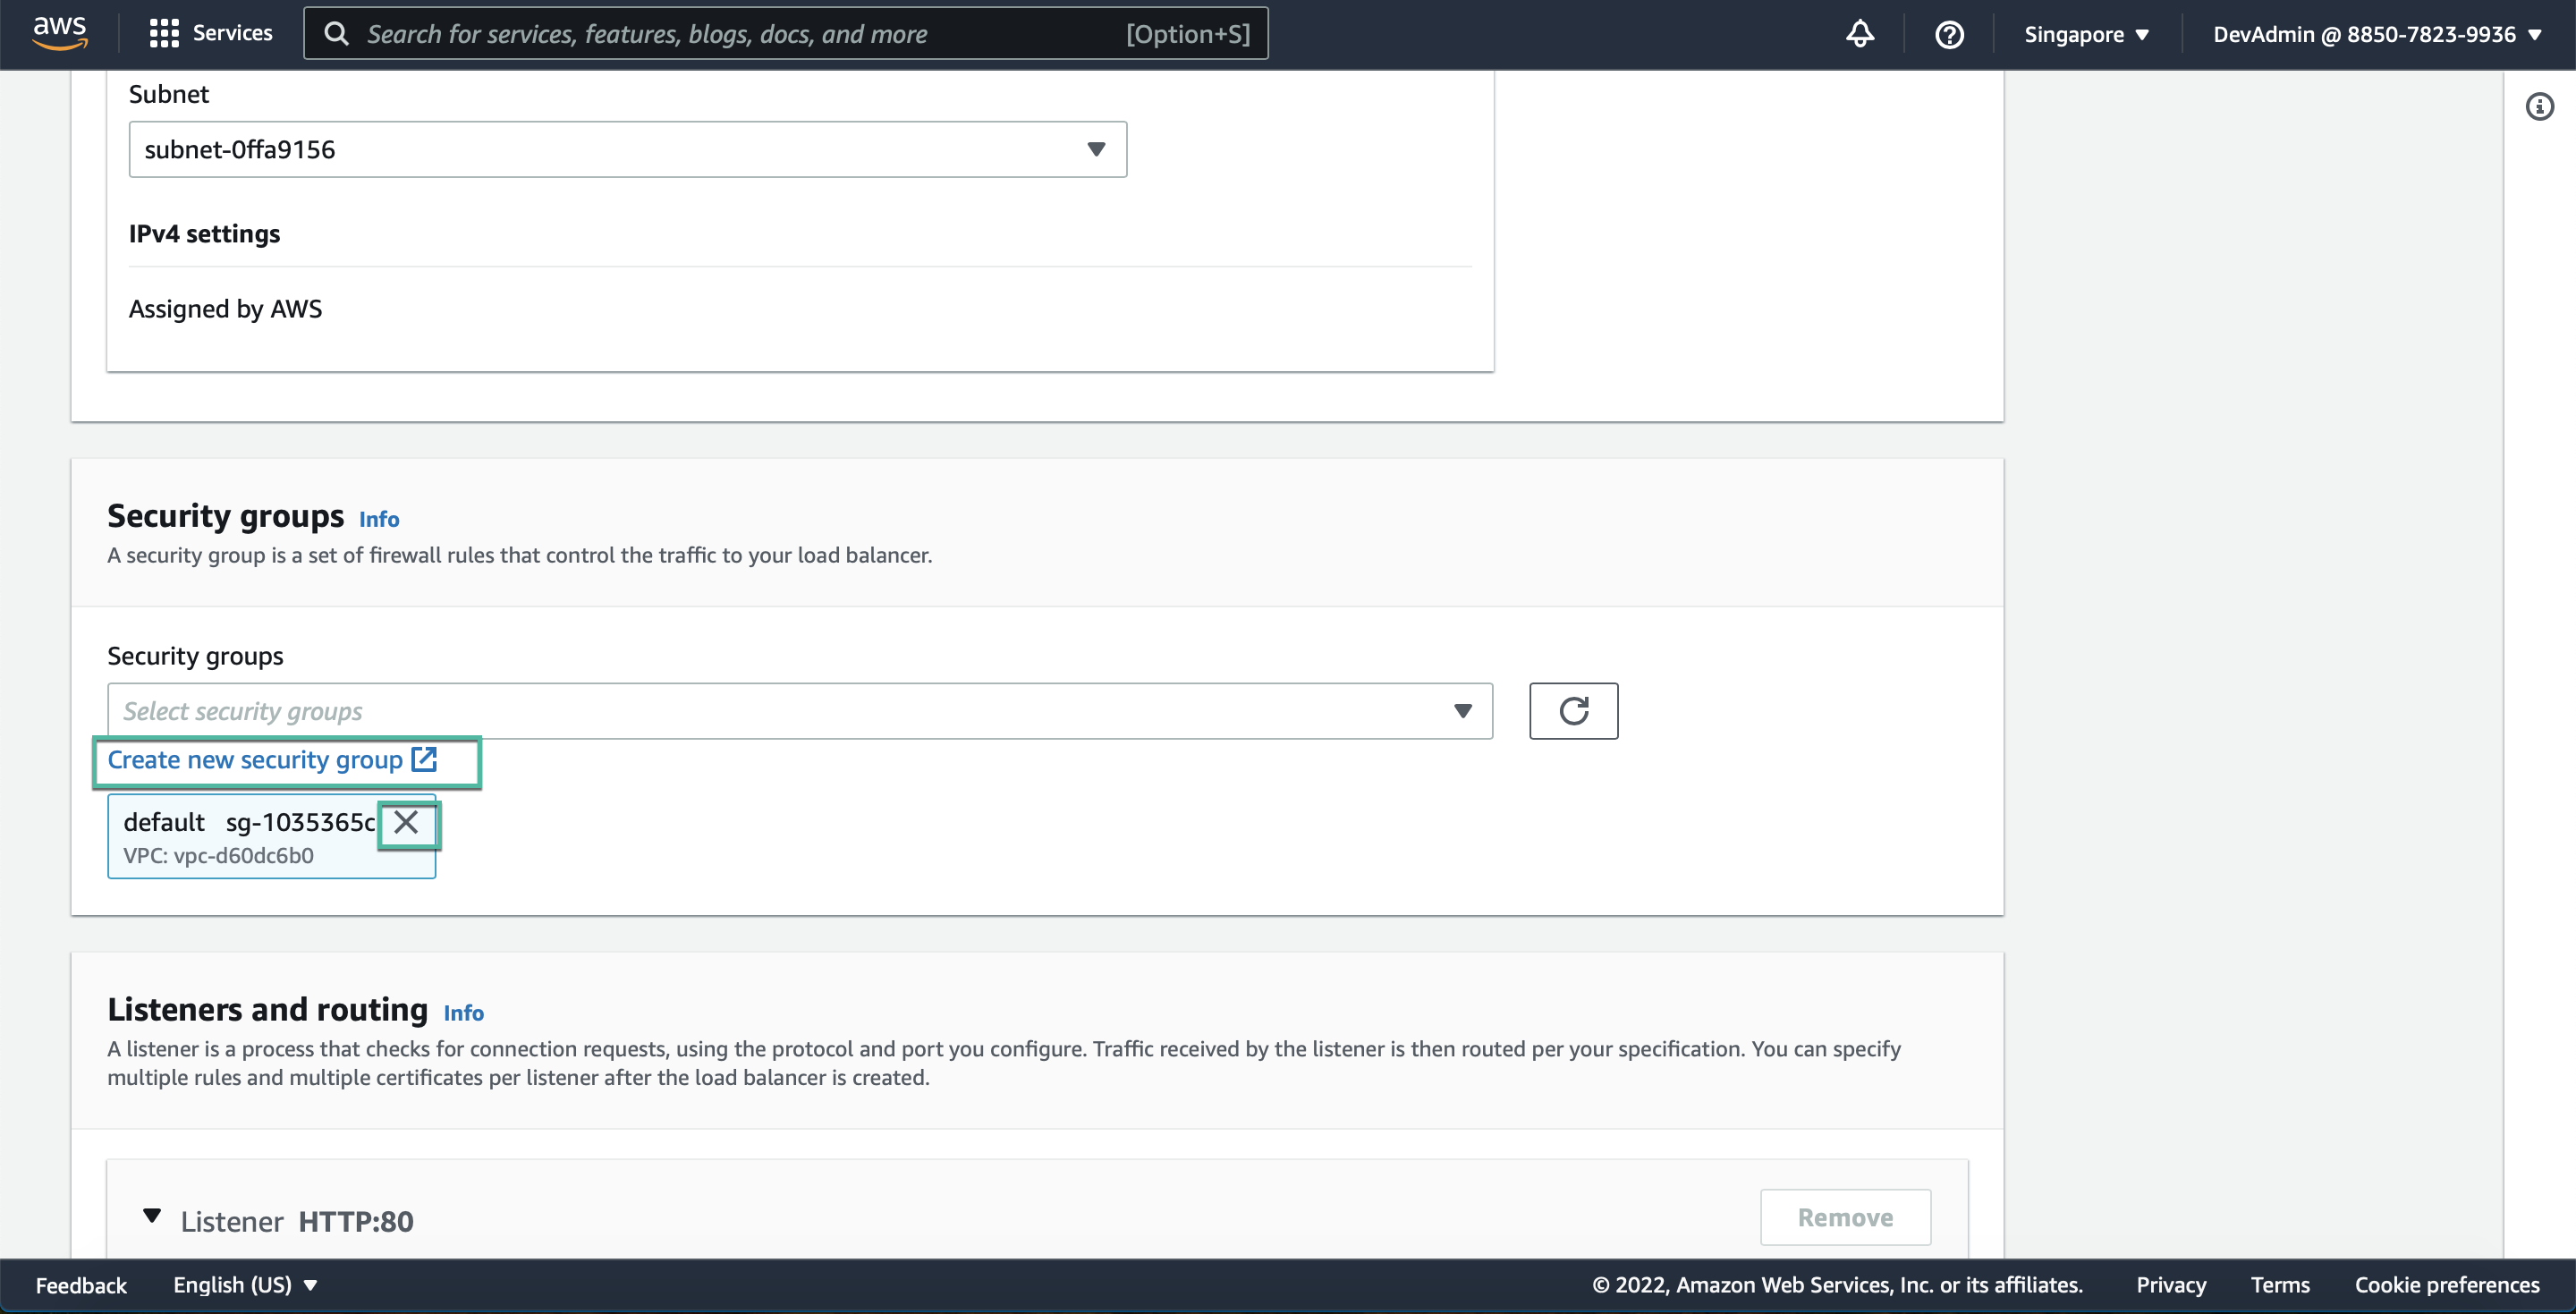 aws Services Search for services, features, blogs, docs, and more [Option+S] Singapore DevAdmin @ 8850-7823-9936
Subnet
subnet-0ffa9156
IPv4 settings
Assigned by AWS
Security groups Info
A security group is a set of firewall rules that control the traffic to your load balancer.
Security groups
Select security groups
Create new security group
default sg-1035365c
VPC: vpc-d60dc6b0
Listeners and routing Info
A listener is a process that checks for connection requests, using the protocol and port you configure. Traffic received by the listener is then routed per your specification. You can specify
multiple rules and multiple certificates per listener after the load balancer is created.
Listener HTTP:80 Remove
Feedback English (US) © 2022, Amazon Web Services, Inc. or its affiliates. Privacy Terms Cookie preferences